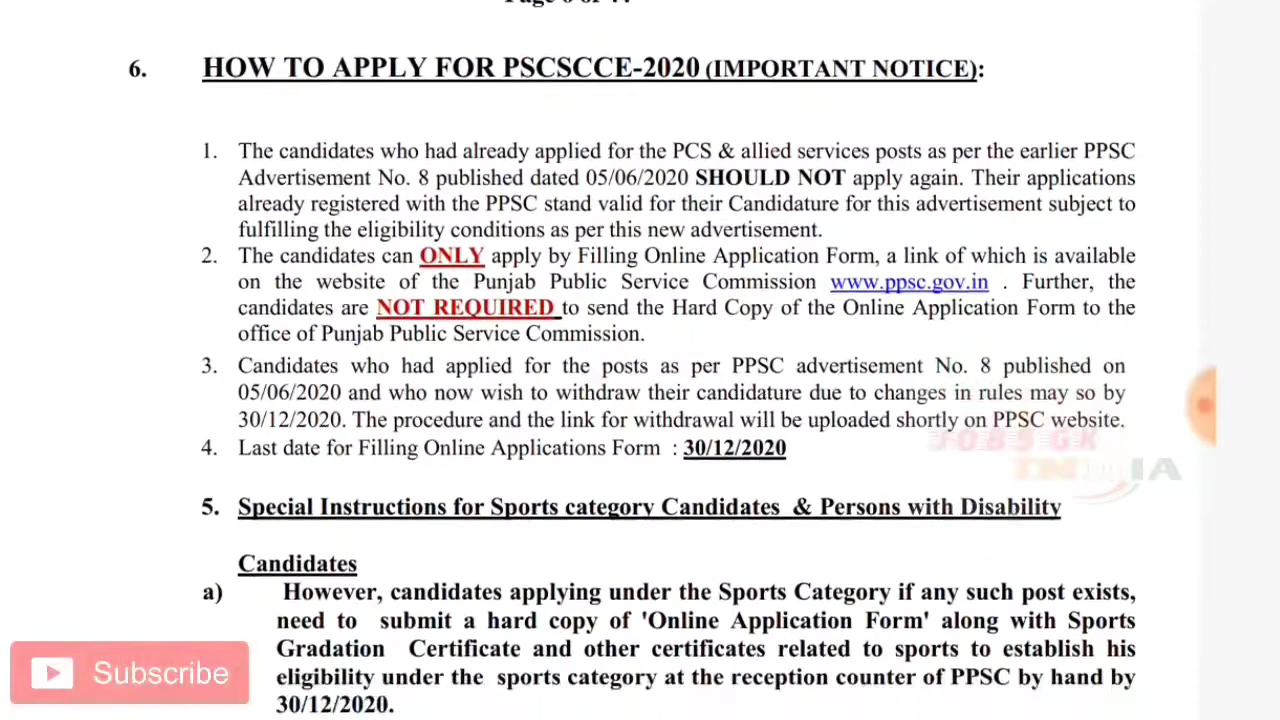 6. HOW TO APPLY FOR PSCSCCE-2020 (IMPORTANT NOTICE):
1. The candidates who had already applied for the PCS & allied services posts as per the earlier PPSC
Advertisement No. 8 published dated 05/06/2020 SHOULD NOT apply again. Their applications
already registered with the PPSC stand valid for their Candidature for this advertisement subject to
fulfilling the eligibility conditions as per this new advertisement.
2. The candidates can ONLY apply by Filling Online Application Form, a link of which is available
on the website of the Punjab Public Service Commission www.ppsc.gov.in . Further, the
candidates are NOT REQUIRED to send the Hard Copy of the Online Application Form to the
office of Punjab Public Service Commission.
3. Candidates who had applied for the posts as per PPSC advertisement No. 8 published on
05/06/2020 and who now wish to withdraw their candidature due to changes in rules may so by
30/12/2020. The procedure and the link for withdrawal will be uploaded shortly on PPSC website.
JOBS GK
4. Last date for Filling Online Applications Form : 30/12/2020
5. Special Instructions for Sports category Candidates & Persons with Disability
Candidates
a) However, candidates applying under the Sports Category if any such post exists,
need to submit a hard copy of 'Online Application Form' along with Sports
Gradation Certificate and other certificates related to sports to establish his
eligibility under the sports category at the reception counter of PPSC by hand by
30/12/2020.
Subscribe